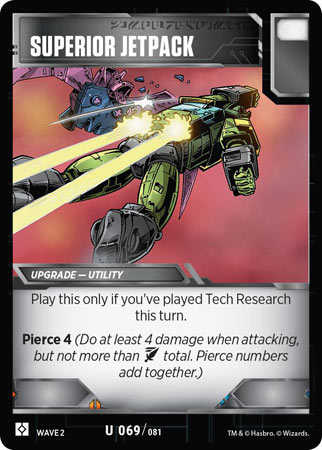 SUPERIOR JETPACK
UPGRADE — UTILITY
Play this only if you've played Tech Research
this turn.
Pierce 4 (Do at least 4 damage when attacking,
but not more than total. Pierce numbers
add together.)
WAVE 2
U 069/081
TM & © Hasbro. © Wizards.